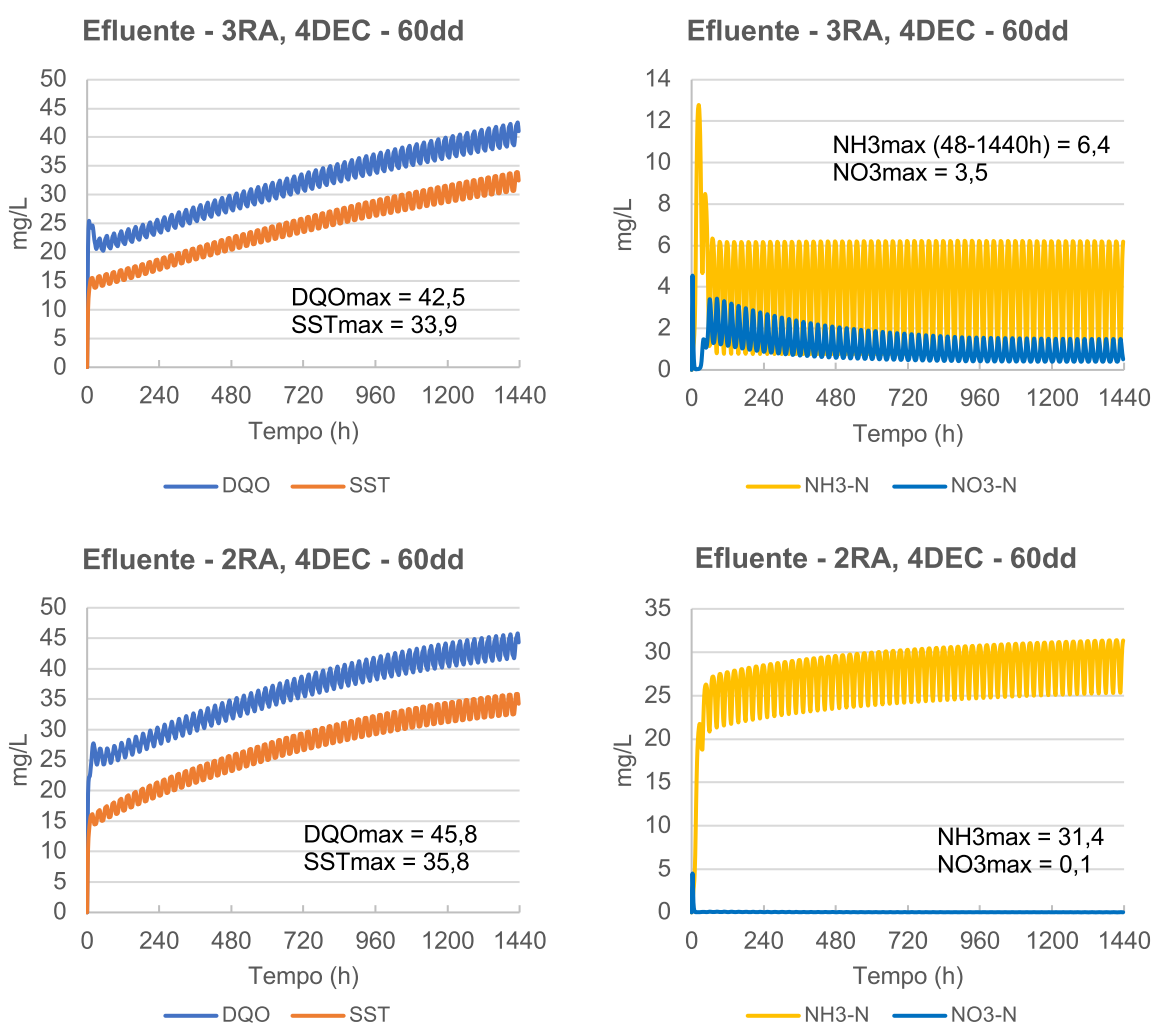 Efluente - 3RA, 4DEC - 60dd
50
45
40
35
30
25
20
15
10
5
0
mg/L
DQOmax = 42,5
SSTmax = 33,9
0 240 480 720 960 1200 1440
Tempo (h)
DQO SST
Efluente - 3RA, 4DEC - 60dd
14
12
10
8
6
4
2
0
mg/L
NH3max (48-1440h) = 6,4
NO3max = 3,5
0 240 480 720 960 1200 1440
Tempo (h)
NH3-N NO3-N
Efluente - 2RA, 4DEC - 60dd
50
45
40
35
30
25
20
15
10
5
0
mg/L
DQOmax = 45,8
SSTmax = 35,8
0 240 480 720 960 1200 1440
Tempo (h)
DQO SST
Efluente - 2RA, 4DEC - 60dd
35
30
25
20
15
10
5
0
mg/L
NH3max = 31,4
NO3max = 0,1
0 240 480 720 960 1200 1440
Tempo (h)
NH3-N NO3-N